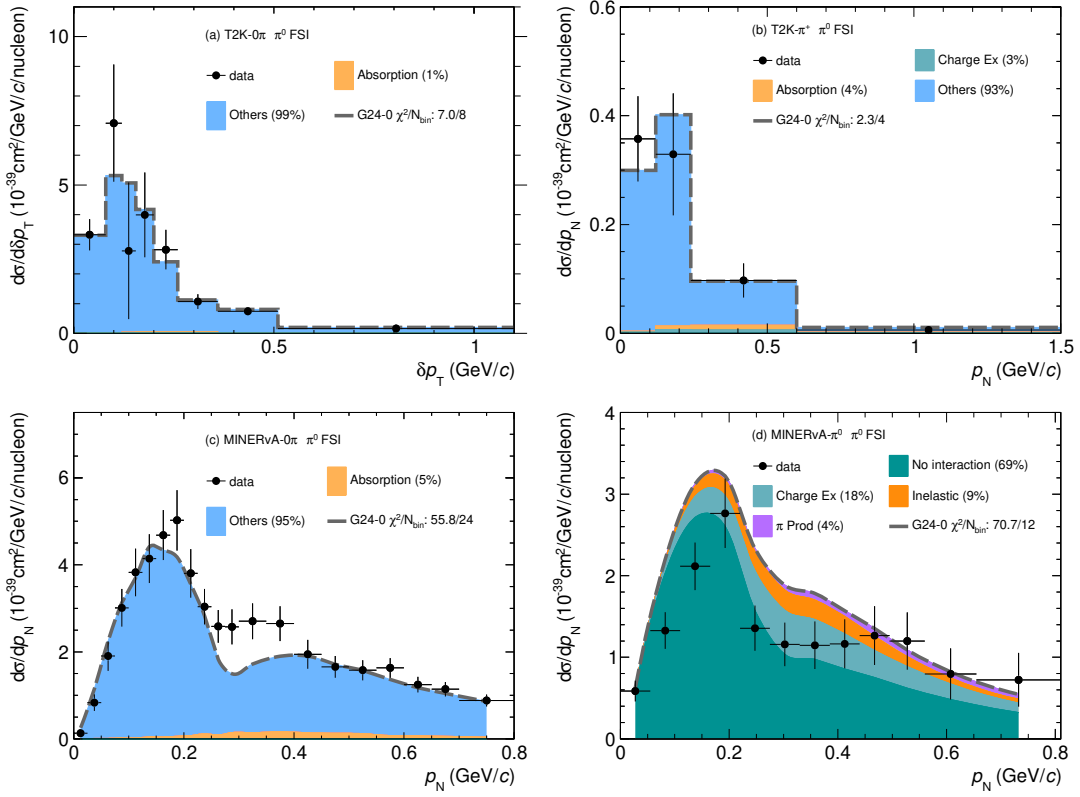 (a) T2K-0π π⁰ FSI
data
Absorption (1%)
Others (99%)
G24-0 χ²/N_bin: 7.0/8
dσ/dδp_T (10⁻³⁹cm²/GeV/c/nucleon)
10
5
0
0
0.5
1
δp_T (GeV/c)
(b) T2K-π⁺ π⁰ FSI
data
Charge Ex (3%)
Absorption (4%)
Others (93%)
G24-0 χ²/N_bin: 2.3/4
dσ/dp_N (10⁻³⁹cm²/GeV/c/nucleon)
0.6
0.4
0.2
0
0
0.5
1
1.5
p_N (GeV/c)
(c) MINERvA-0π π⁰ FSI
data
Absorption (5%)
Others (95%)
G24-0 χ²/N_bin: 55.8/24
dσ/dp_N (10⁻³⁹cm²/GeV/c/nucleon)
6
4
2
0
0
0.2
0.4
0.6
0.8
p_N (GeV/c)
(d) MINERvA-π⁰ π⁰ FSI
data
No interaction (69%)
Charge Ex (18%)
Inelastic (9%)
π Prod (4%)
G24-0 χ²/N_bin: 70.7/12
dσ/dp_N (10⁻³⁹cm²/GeV/c/nucleon)
4
3
2
1
0
0
0.2
0.4
0.6
0.8
p_N (GeV/c)